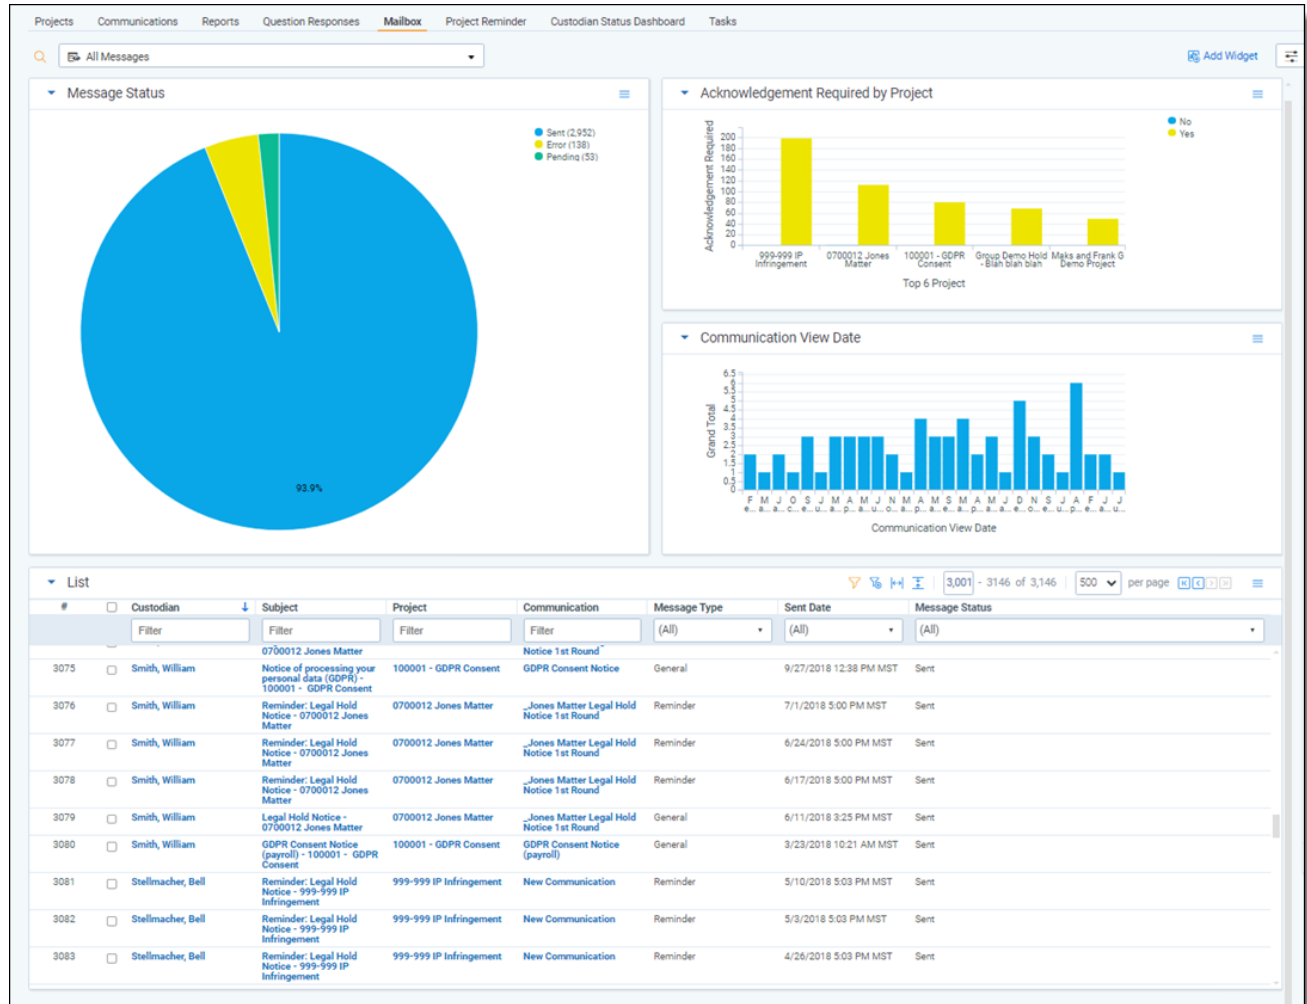 Projects Communications Reports Question Responses Mailbox Project Reminder Custodian Status Dashboard Tasks
All Messages Add Widget
Message Status
Sent (2,952)
Error (138)
Pending (53)
93.9%
Acknowledgement Required by Project
No
Yes
Acknowledgement Required
200
180
160
140
120
100
80
60
40
20
0
999-999 IP Infringement
0700012 Jones Matter
100001 - GDPR Consent
Group Demo Hold - Blah blah blah
Maks and Frank G Demo Project
Top 6 Project
Communication View Date
Grand Total
6.5
6
5.5
5
4.5
4
3.5
3
2.5
2
1.5
1
0.5
0
F M J O S J M A M J N M A M S M A M J J D N S J A F J J
e... a... a... c... e... u... a... p... a... u... o... a... p... a... e... a... p... a... a... u... e... o... e... u... p... e... a... u...
Communication View Date
List 3,001 - 3146 of 3,146 500 per page
# Custodian Subject Project Communication Message Type Sent Date Message Status
Filter Filter Filter Filter (All) (All) (All)
0700012 Jones Matter Notice 1st Round
3075 Smith, William Notice of processing your 100001 - GDPR Consent GDPR Consent Notice General 9/27/2018 12:38 PM MST Sent
personal data (GDPR) -
100001 - GDPR Consent
3076 Smith, William Reminder: Legal Hold 0700012 Jones Matter _Jones Matter Legal Hold Reminder 7/1/2018 5:00 PM MST Sent
Notice - 0700012 Jones Notice 1st Round
Matter
3077 Smith, William Reminder: Legal Hold 0700012 Jones Matter _Jones Matter Legal Hold Reminder 6/24/2018 5:00 PM MST Sent
Notice - 0700012 Jones Notice 1st Round
Matter
3078 Smith, William Reminder: Legal Hold 0700012 Jones Matter _Jones Matter Legal Hold Reminder 6/17/2018 5:00 PM MST Sent
Notice - 0700012 Jones Notice 1st Round
Matter
3079 Smith, William Legal Hold Notice - 0700012 Jones Matter _Jones Matter Legal Hold General 6/11/2018 3:25 PM MST Sent
0700012 Jones Matter Notice 1st Round
3080 Smith, William GDPR Consent Notice 100001 - GDPR Consent GDPR Consent Notice General 3/23/2018 10:21 AM MST Sent
(payroll) - 100001 - GDPR (payroll)
Consent
3081 Stellmacher, Bell Reminder: Legal Hold 999-999 IP Infringement New Communication Reminder 5/10/2018 5:03 PM MST Sent
Notice - 999-999 IP
Infringement
3082 Stellmacher, Bell Reminder: Legal Hold 999-999 IP Infringement New Communication Reminder 5/3/2018 5:03 PM MST Sent
Notice - 999-999 IP
Infringement
3083 Stellmacher, Bell Reminder: Legal Hold 999-999 IP Infringement New Communication Reminder 4/26/2018 5:03 PM MST Sent
Notice - 999-999 IP
Infringement